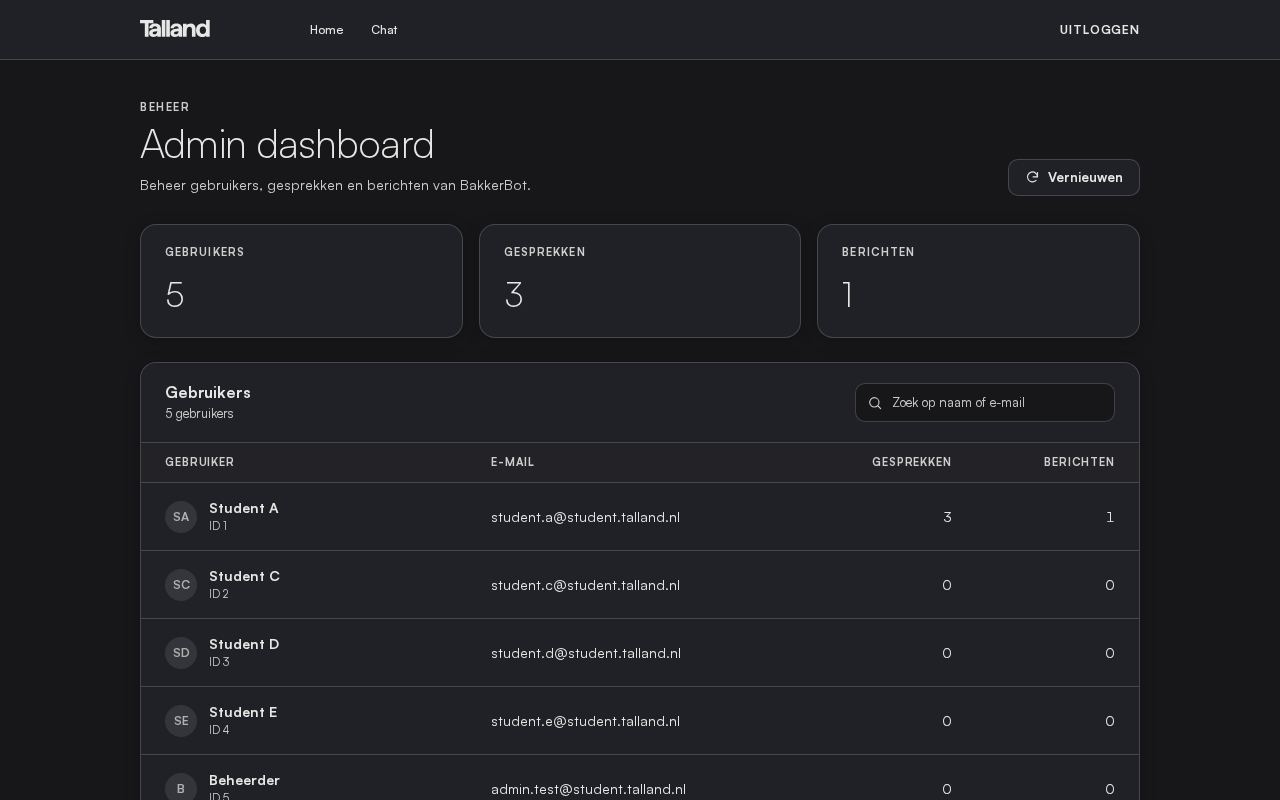 Talland
Home
Chat
UITLOGGEN
BEHEER
Admin dashboard
Beheer gebruikers, gesprekken en berichten van BakkerBot.
Vernieuwen
GEBRUIKERS
5
GESPREKKEN
3
BERICHTEN
1
Gebruikers
5 gebruikers
Zoek op naam of e-mail
GEBRUIKER E-MAIL GESPREKKEN BERICHTEN
SA Student A student.a@student.talland.nl 3 1
ID 1
SC Student C student.c@student.talland.nl 0 0
ID 2
SD Student D student.d@student.talland.nl 0 0
ID 3
SE Student E student.e@student.talland.nl 0 0
ID 4
B Beheerder admin.test@student.talland.nl 0 0
ID 5